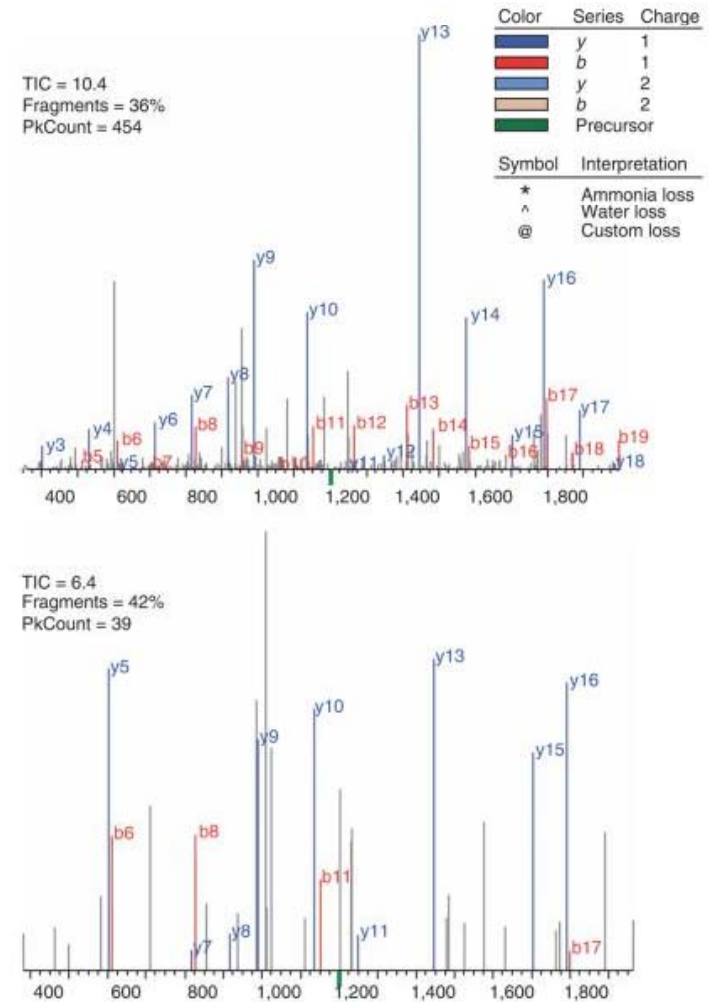 Color Series Charge
y 1
b 1
y 2
b 2
Precursor
Symbol Interpretation
* Ammonia loss
^ Water loss
@ Custom loss
TIC = 10.4
Fragments = 36%
PkCount = 454
y13
y9
y16
y10
y14
y8
y7
b13
b17
y6
b8
y17
y4
b11
b12
b14
y3
b6
b9
y12
y15
b15
b19
b5
y5
b7
y11
b16
b18
y18
400 600 800 1,000 1,200 1,400 1,600 1,800
TIC = 6.4
Fragments = 42%
PkCount = 39
y5
y13
y16
y10
y9
y15
b6
b8
b11
y8
y11
y7
b17
400 600 800 1,000 1,200 1,400 1,600 1,800